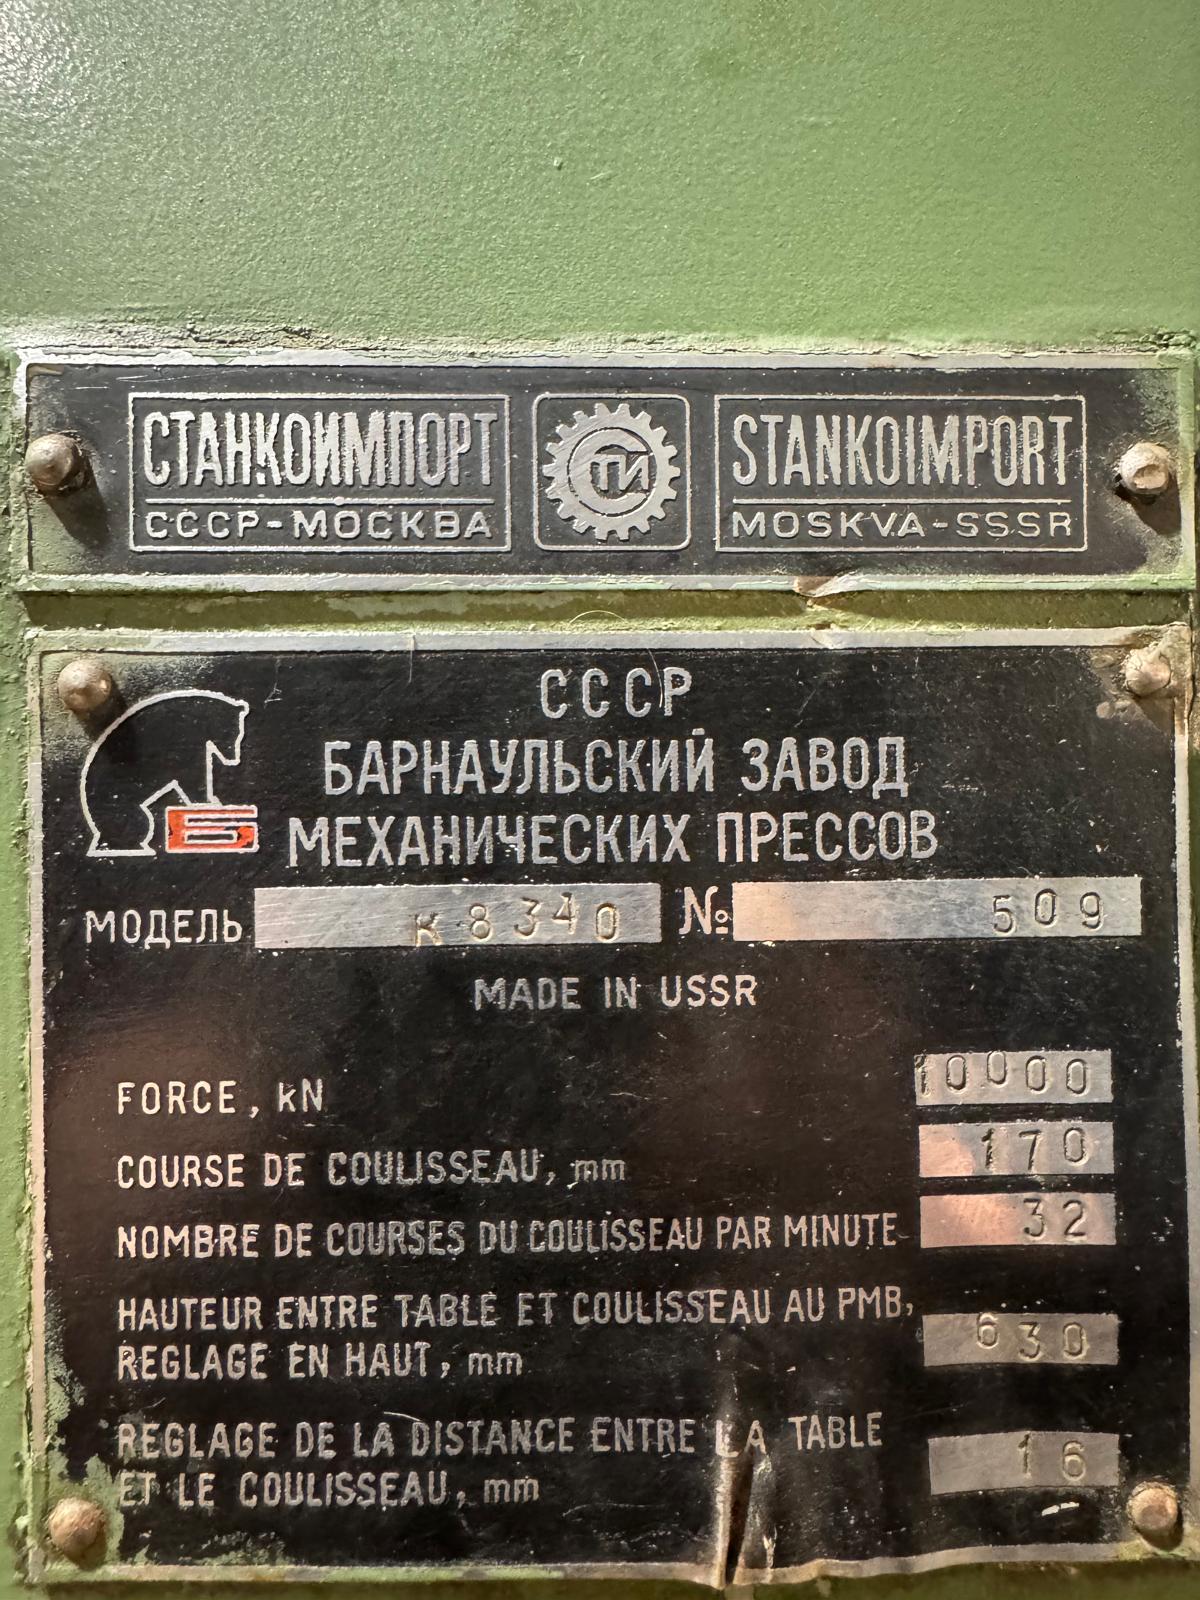 СТАНКОИМПОРТ
СССР-МОСКВА
СТИ
STANKOIMPORT
MOSKVA-SSSR
СССР
БАРНАУЛЬСКИЙ ЗАВОД
МЕХАНИЧЕСКИХ ПРЕССОВ
Б
МОДЕЛЬ К8340 № 509
MADE IN USSR
FORCE, kN 10000
COURSE DE COULISSEAU, mm 170
NOMBRE DE COURSES DU COULISSEAU PAR MINUTE 32
HAUTEUR ENTRE TABLE ET COULISSEAU AU PMB,
REGLAGE EN HAUT, mm 630
REGLAGE DE LA DISTANCE ENTRE LA TABLE
ET LE COULISSEAU, mm 16